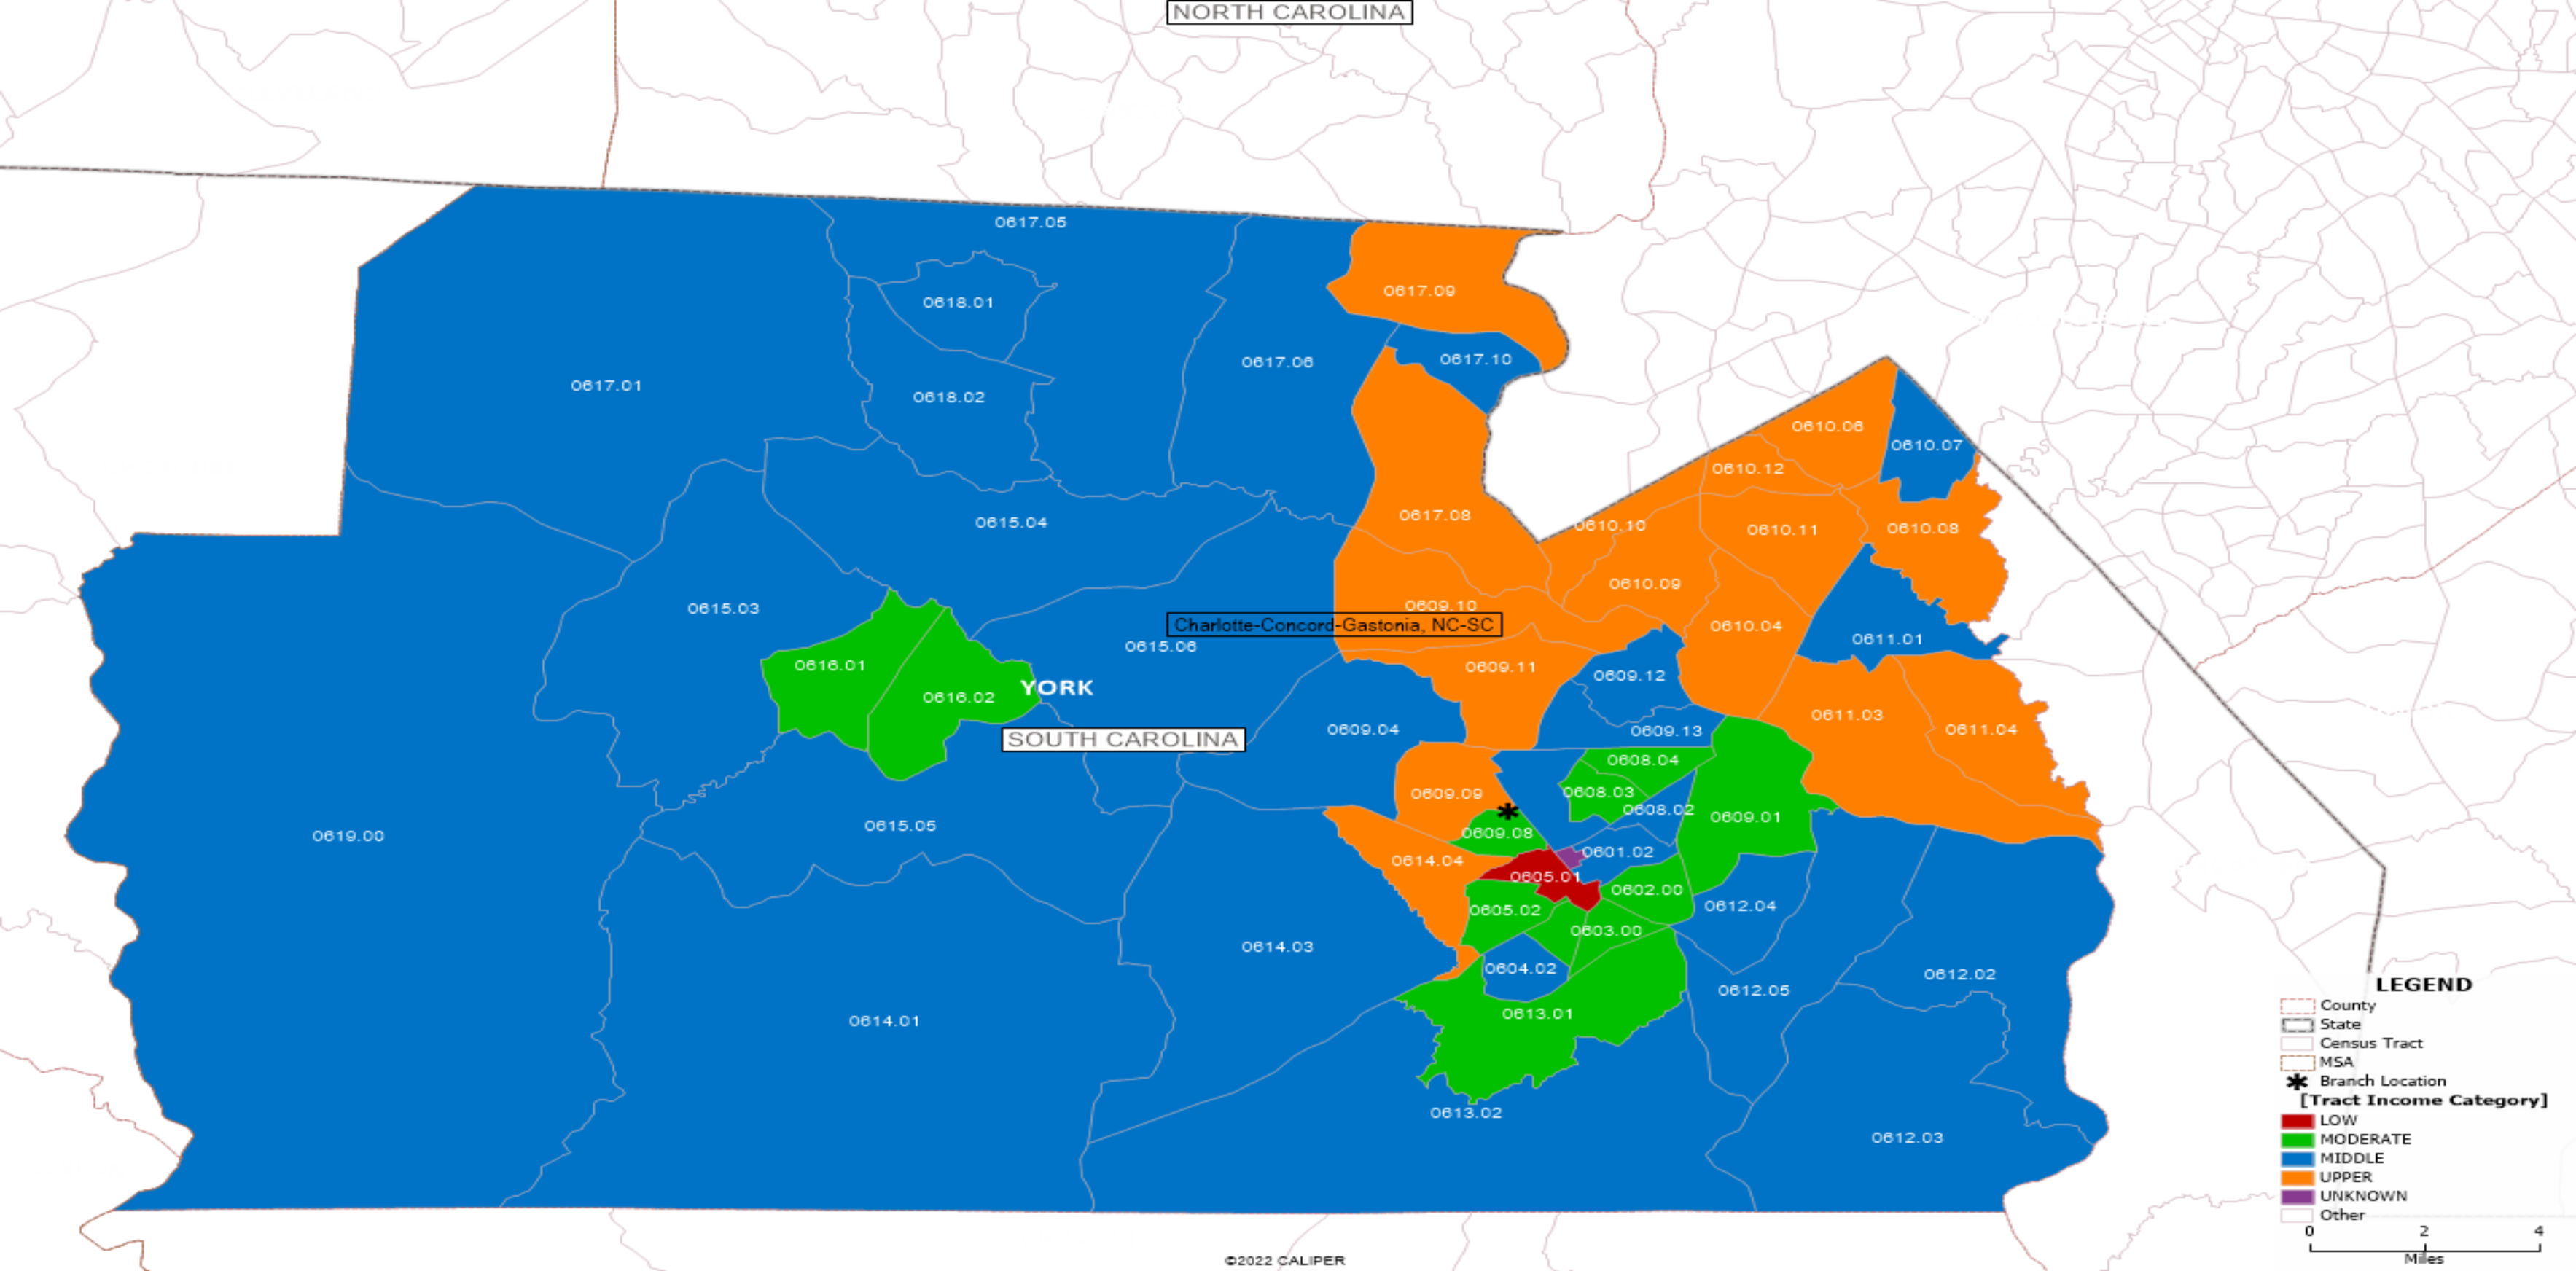 NORTH CAROLINA
0617.05
0617.09
0618.01
0617.10
0617.06
0617.01
0618.02
0610.06
0610.07
0610.12
0617.08
0615.04
0610.10
0610.11
0610.08
0610.09
0615.03
0609.10
Charlotte-Concord-Gastonia, NC-SC
0610.04
0611.01
0615.06
0616.01
0609.11
0609.12
YORK
0616.02
0611.03
0609.04
0609.13
0611.04
SOUTH CAROLINA
0608.04
0609.09
0608.03
0608.02
0609.01
0615.05
0619.00
0609.08
0601.02
0614.04
0605.01
0602.00
0612.04
0605.02
0603.00
0614.03
0604.02
0612.02
0612.05
0613.01
0614.01
0613.02
0612.03
LEGEND
County
State
Census Tract
MSA
Branch Location
[Tract Income Category]
LOW
MODERATE
MIDDLE
UPPER
UNKNOWN
Other
0 2 4
Miles
©2022 CALIPER